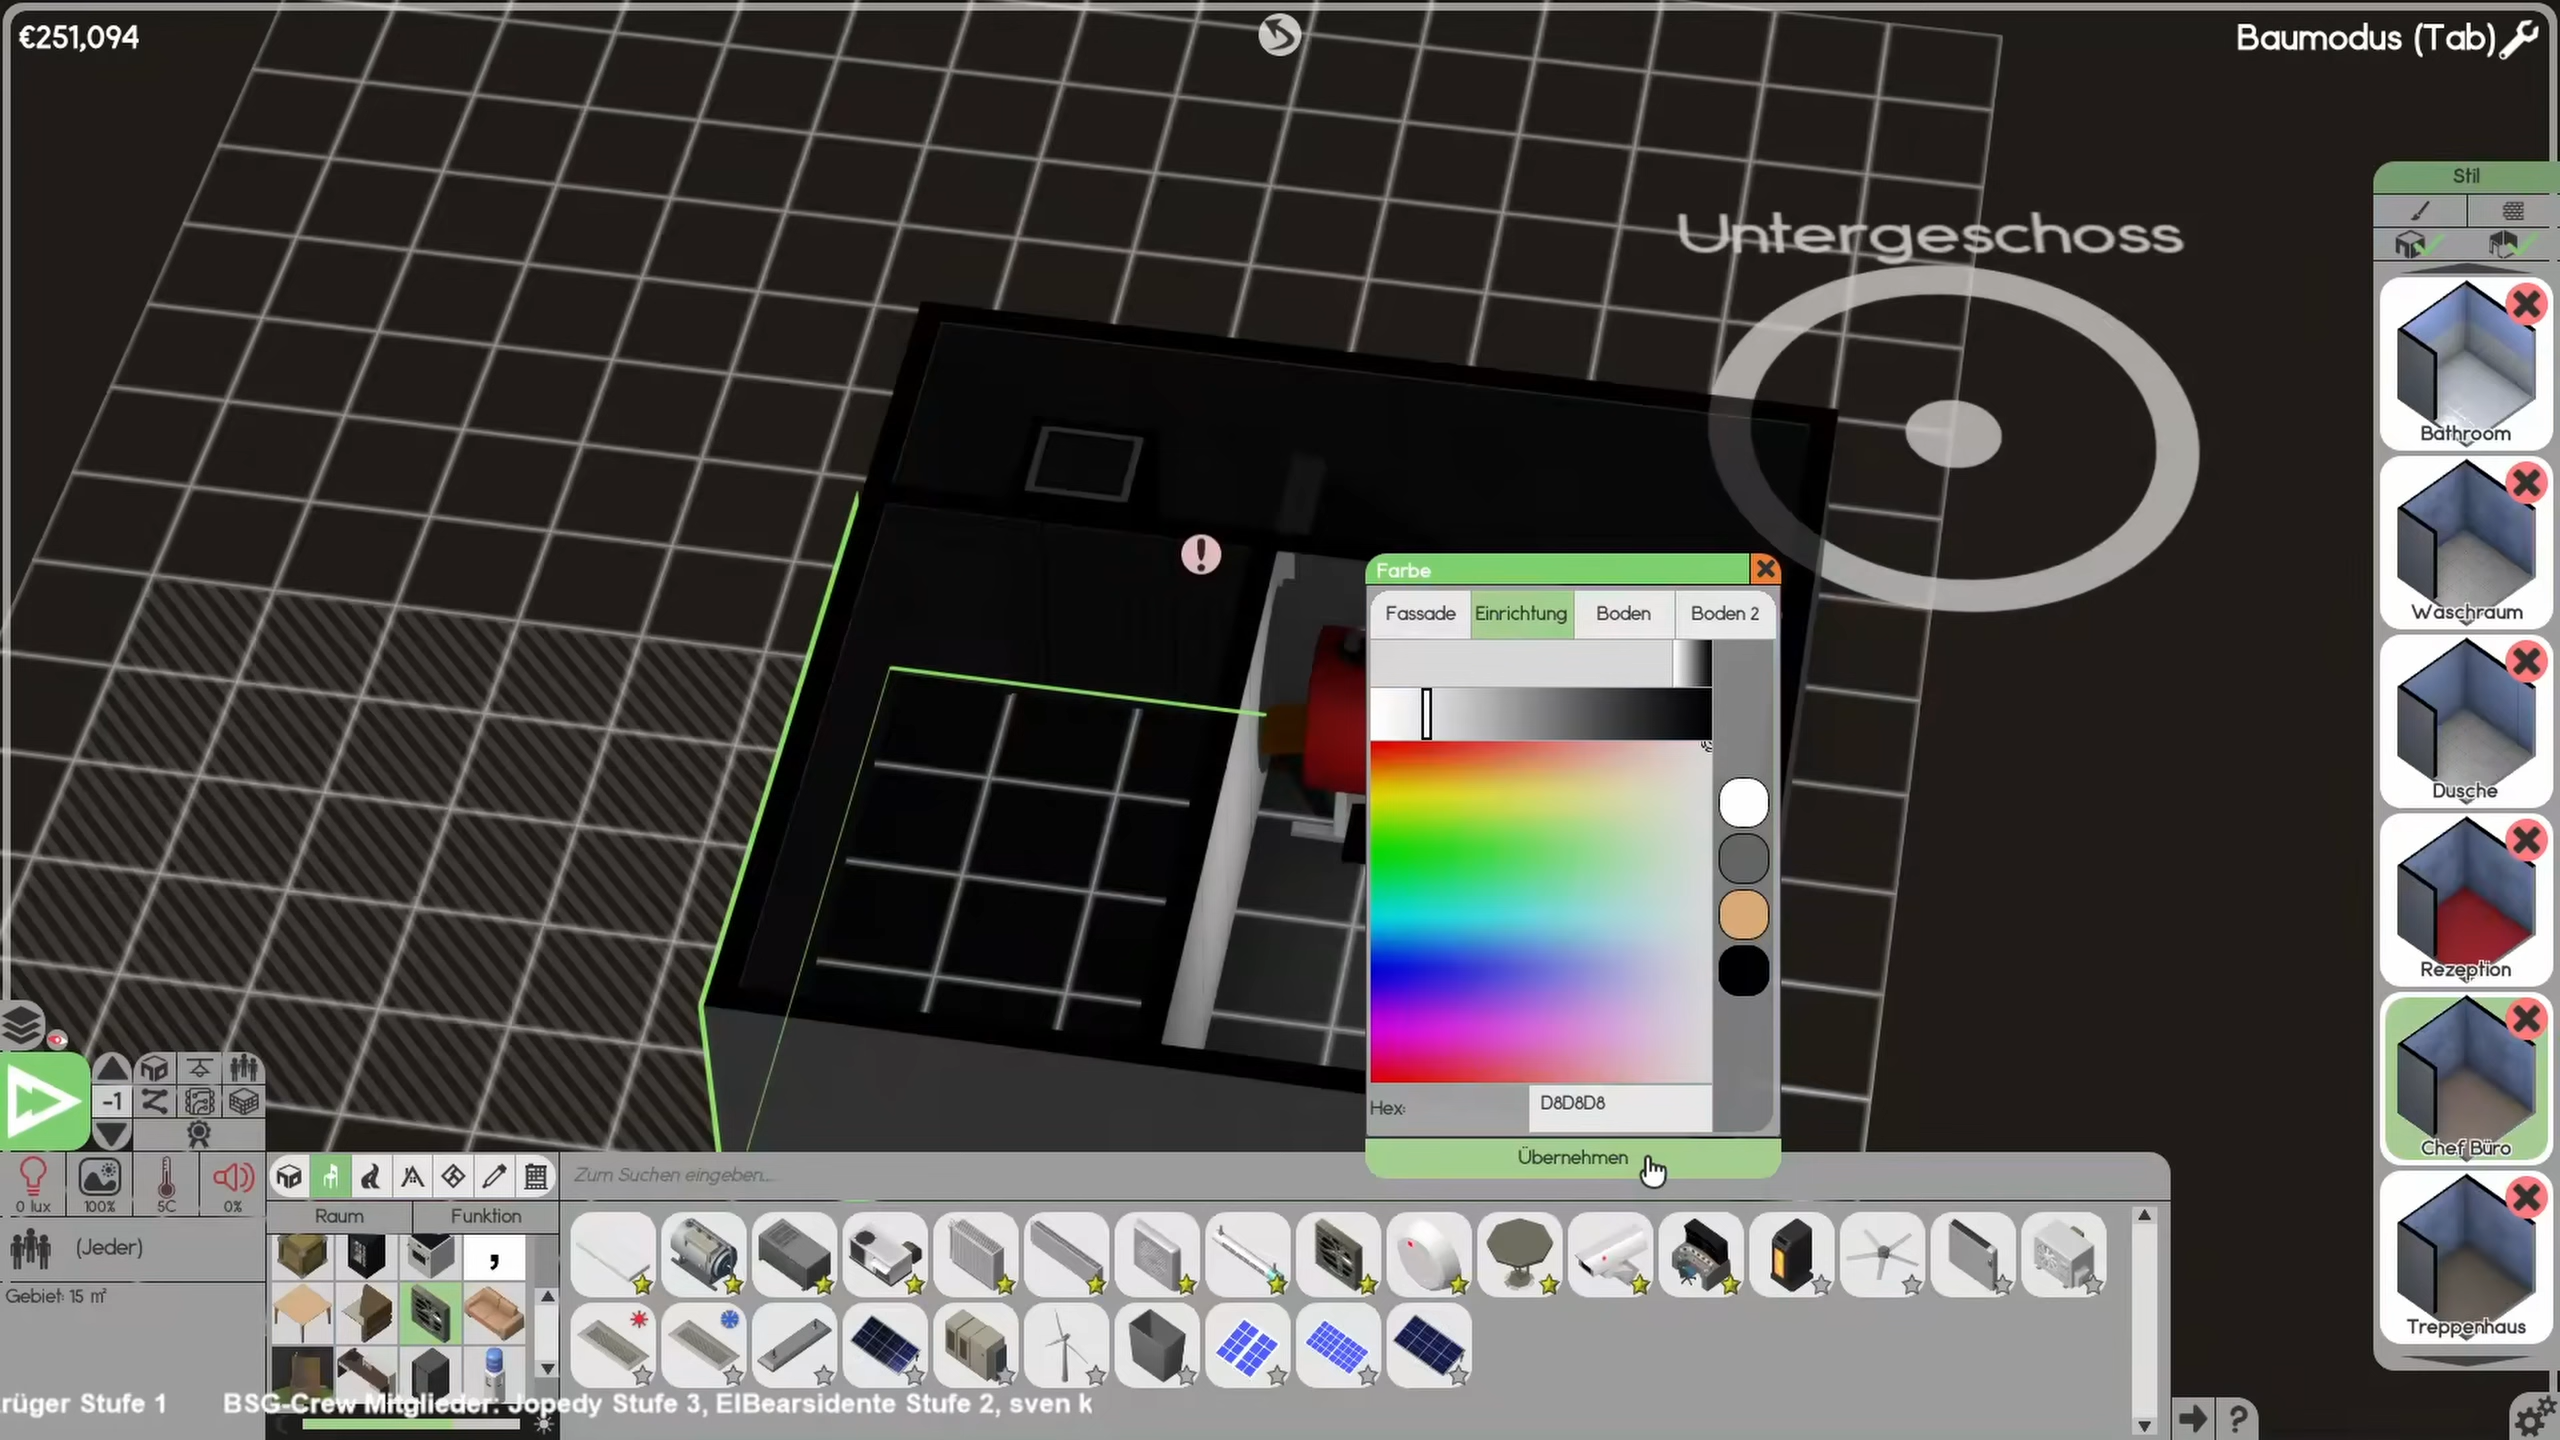 €251,094
Baumodus (Tab)
Untergeschoss
Stil
Bathroom
Waschraum
Dusche
Rezeption
Chef Büro
Treppenhaus
Farbe
Fassade
Einrichtung
Boden
Boden 2
Hex:
D8D8D8
Übernehmen
-1
0 lux
100%
5C
0%
Zum Suchen eingeben...
Raum
Funktion
(Jeder)
Gebiet: 15 m²
rüger Stufe 1 BSG-Crew Mitglieder: Jopedy Stufe 3, ElBearsidente Stufe 2, sven k
?